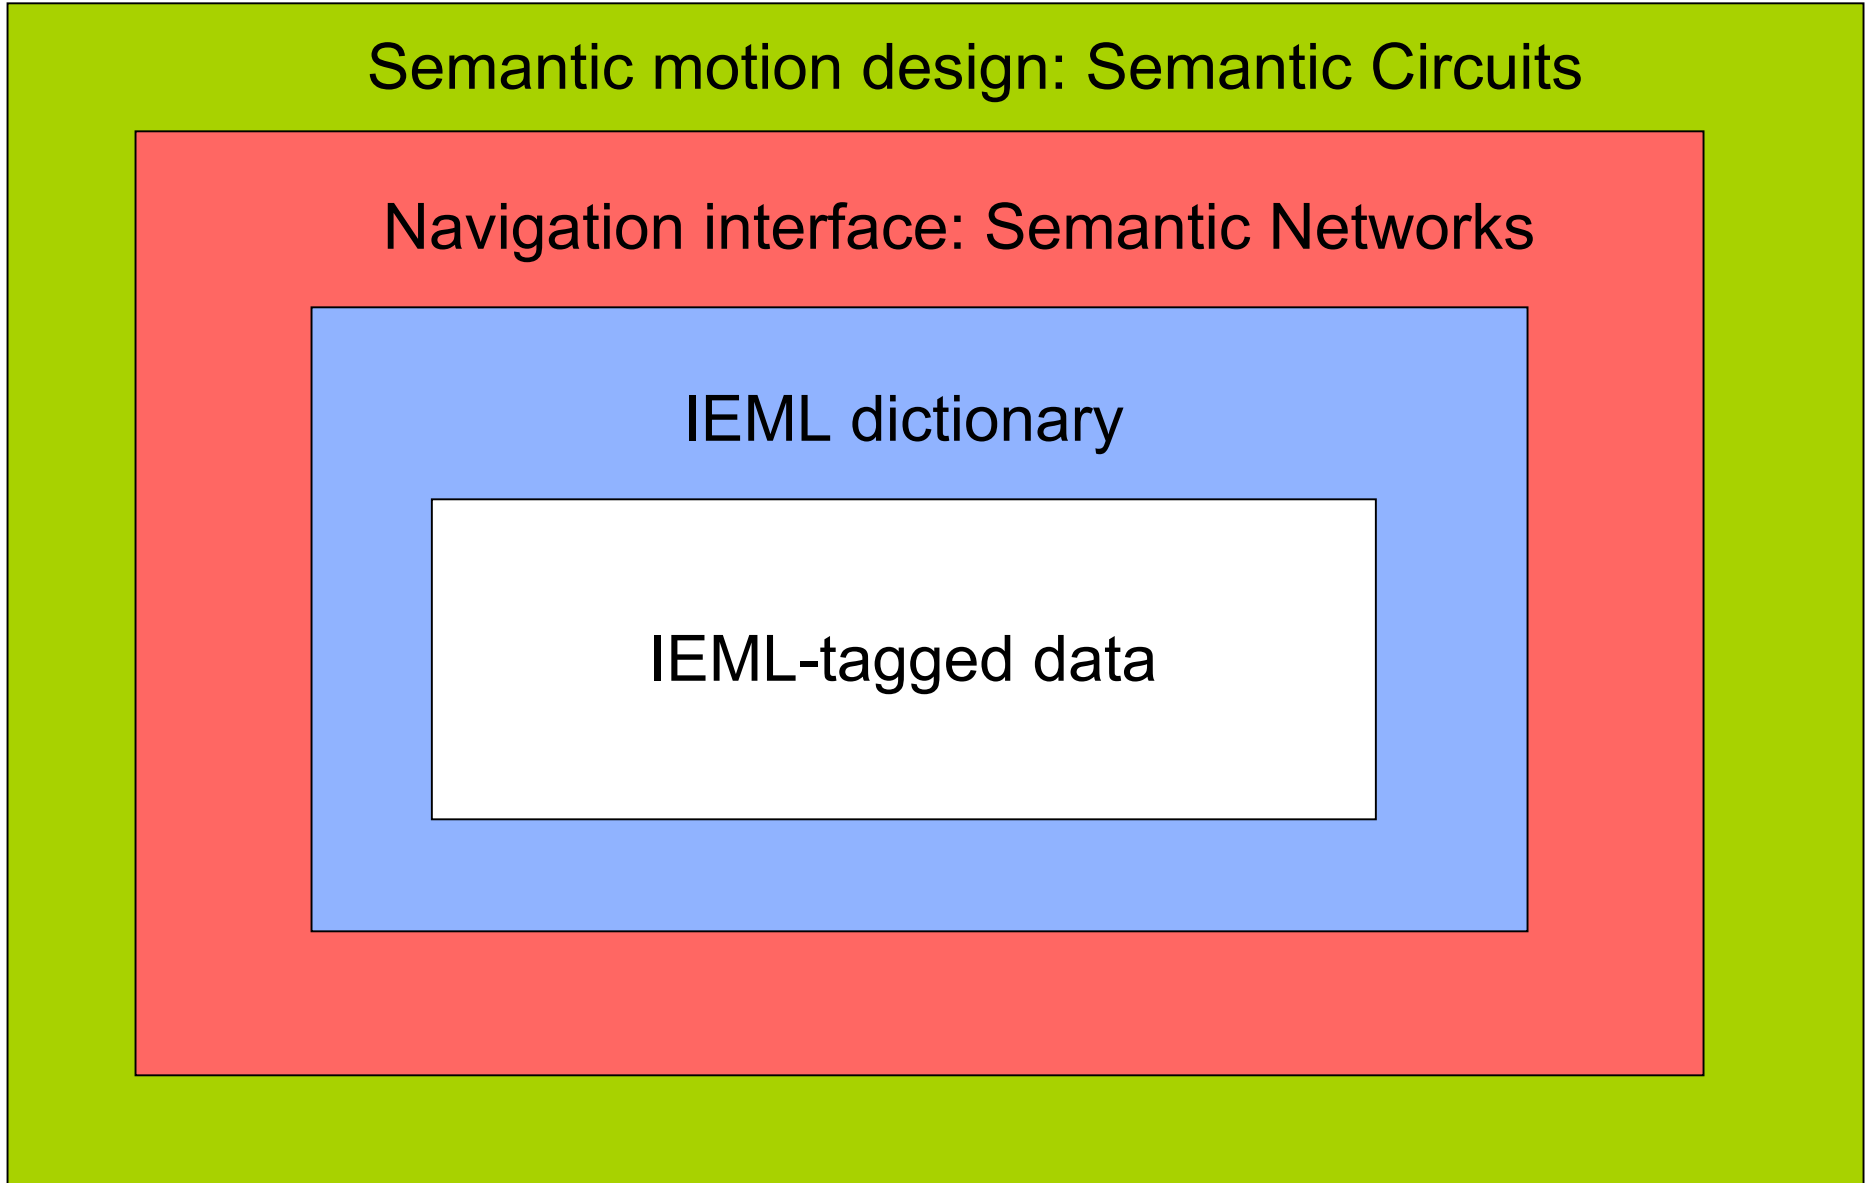 Semantic motion design: Semantic Circuits
Navigation interface: Semantic Networks
IEML dictionary
IEML-tagged data